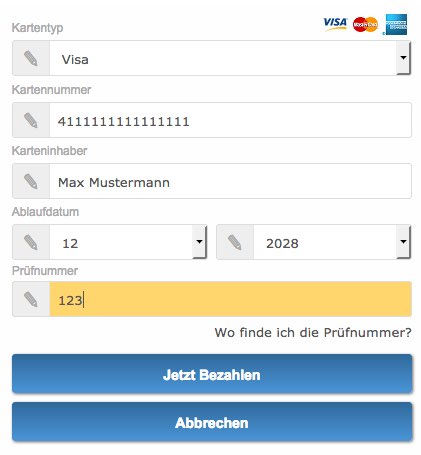 Kartentyp
VISA MasterCard AMERICAN EXPRESS
Visa
Kartennummer
4111111111111111
Karteninhaber
Max Mustermann
Ablaufdatum
12 2028
Prüfnummer
123
Wo finde ich die Prüfnummer?
Jetzt Bezahlen
Abbrechen